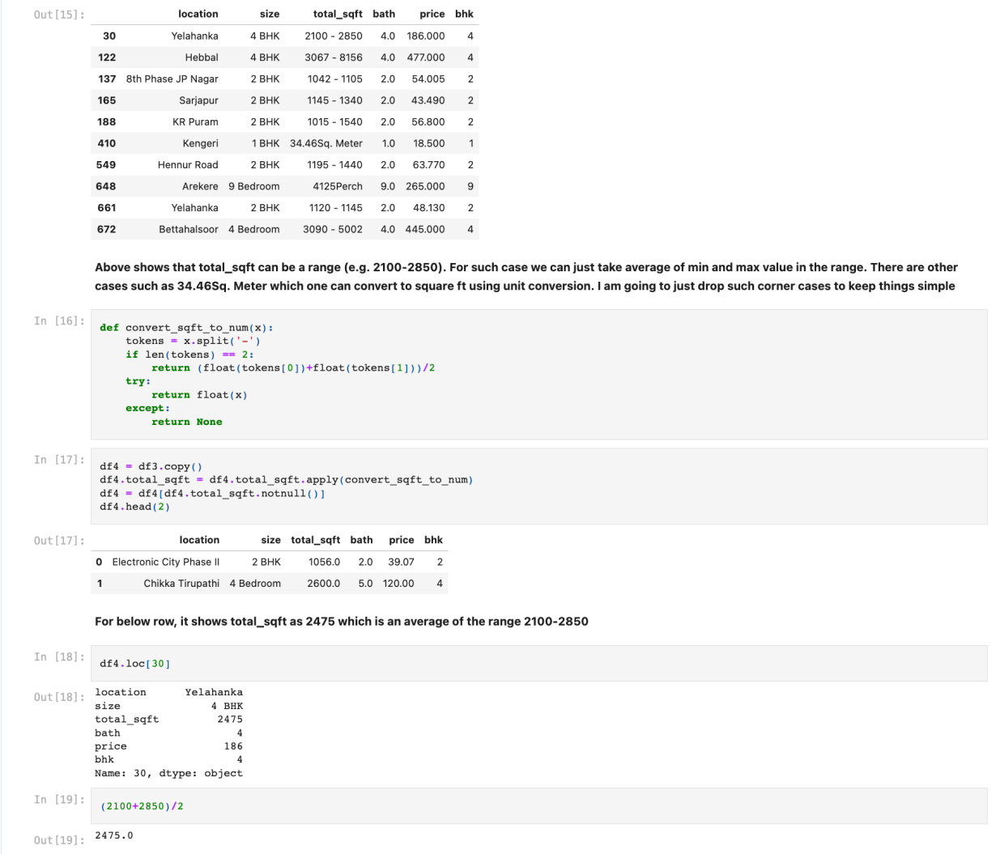 Out[15]:
location size total_sqft bath price bhk
30 Yelahanka 4 BHK 2100 - 2850 4.0 186.000 4
122 Hebbal 4 BHK 3067 - 8156 4.0 477.000 4
137 8th Phase JP Nagar 2 BHK 1042 - 1105 2.0 54.005 2
165 Sarjapur 2 BHK 1145 - 1340 2.0 43.490 2
188 KR Puram 2 BHK 1015 - 1540 2.0 56.800 2
410 Kengeri 1 BHK 34.46Sq. Meter 1.0 18.500 1
549 Hennur Road 2 BHK 1195 - 1440 2.0 63.770 2
648 Arekere 9 Bedroom 4125Perch 9.0 265.000 9
661 Yelahanka 2 BHK 1120 - 1145 2.0 48.130 2
672 Bettahalsoor 4 Bedroom 3090 - 5002 4.0 445.000 4
Above shows that total_sqft can be a range (e.g. 2100-2850). For such case we can just take average of min and max value in the range. There are other
cases such as 34.46Sq. Meter which one can convert to square ft using unit conversion. I am going to just drop such corner cases to keep things simple
In [16]:
def convert_sqft_to_num(x):
    tokens = x.split('-')
    if len(tokens) == 2:
        return (float(tokens[0])+float(tokens[1]))/2
    try:
        return float(x)
    except:
        return None
In [17]:
df4 = df3.copy()
df4.total_sqft = df4.total_sqft.apply(convert_sqft_to_num)
df4 = df4[df4.total_sqft.notnull()]
df4.head(2)
Out[17]:
location size total_sqft bath price bhk
0 Electronic City Phase II 2 BHK 1056.0 2.0 39.07 2
1 Chikka Tirupathi 4 Bedroom 2600.0 5.0 120.00 4
For below row, it shows total_sqft as 2475 which is an average of the range 2100-2850
In [18]:
df4.loc[30]
Out[18]:
location Yelahanka
size 4 BHK
total_sqft 2475
bath 4
price 186
bhk 4
Name: 30, dtype: object
In [19]:
(2100+2850)/2
Out[19]:
2475.0